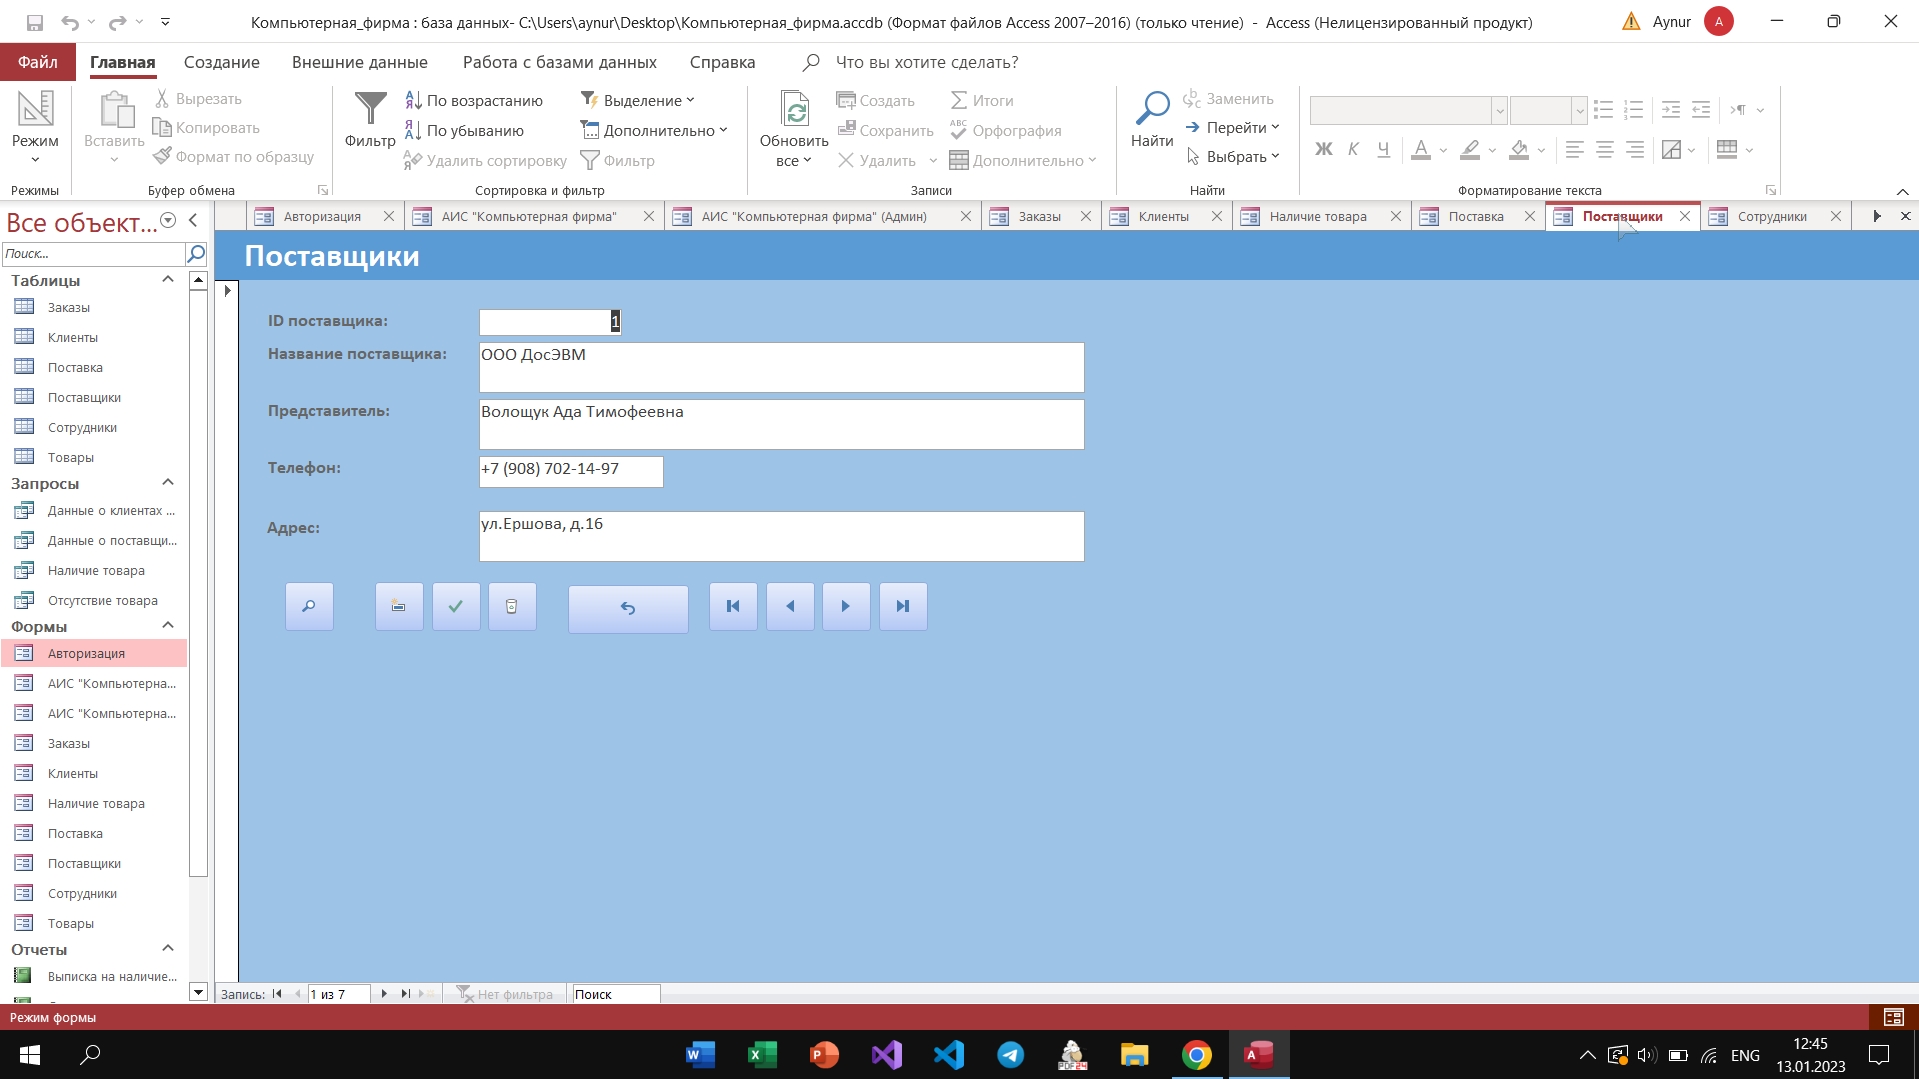 Компьютерная_фирма : база данных- C:\Users\aynur\Desktop\Компьютерная_фирма.accdb (Формат файлов Access 2007–2016) (только чтение) - Access (Нелицензированный продукт)
Aynur
A
Файл Главная Создание Внешние данные Работа с базами данных Справка Что вы хотите сделать?
Режим
Режимы
Вставить
Вырезать
Копировать
Формат по образцу
Буфер обмена
Фильтр
По возрастанию
По убыванию
Удалить сортировку
Выделение
Дополнительно
Фильтр
Сортировка и фильтр
Обновить
все
Создать
Сохранить
Удалить
Итоги
Орфография
Дополнительно
Записи
Найти
Заменить
Перейти
Выбрать
Найти
Ж К Ч А
Форматирование текста
Все объект...
Поиск...
Таблицы
Заказы
Клиенты
Поставка
Поставщики
Сотрудники
Товары
Запросы
Данные о клиентах ...
Данные о поставщи...
Наличие товара
Отсутствие товара
Формы
Авторизация
АИС "Компьютерна...
АИС "Компьютерна...
Заказы
Клиенты
Наличие товара
Поставка
Поставщики
Сотрудники
Товары
Отчеты
Выписка на наличие...
Авторизация АИС "Компьютерная фирма" АИС "Компьютерная фирма" (Админ) Заказы Клиенты Наличие товара Поставка Поставщики Сотрудники
Поставщики
ID поставщика: 1
Название поставщика: ООО ДосЭВМ
Представитель: Волощук Ада Тимофеевна
Телефон: +7 (908) 702-14-97
Адрес: ул.Ершова, д.16
Запись: 1 из 7 Нет фильтра Поиск
Режим формы
ENG
12:45
13.01.2023